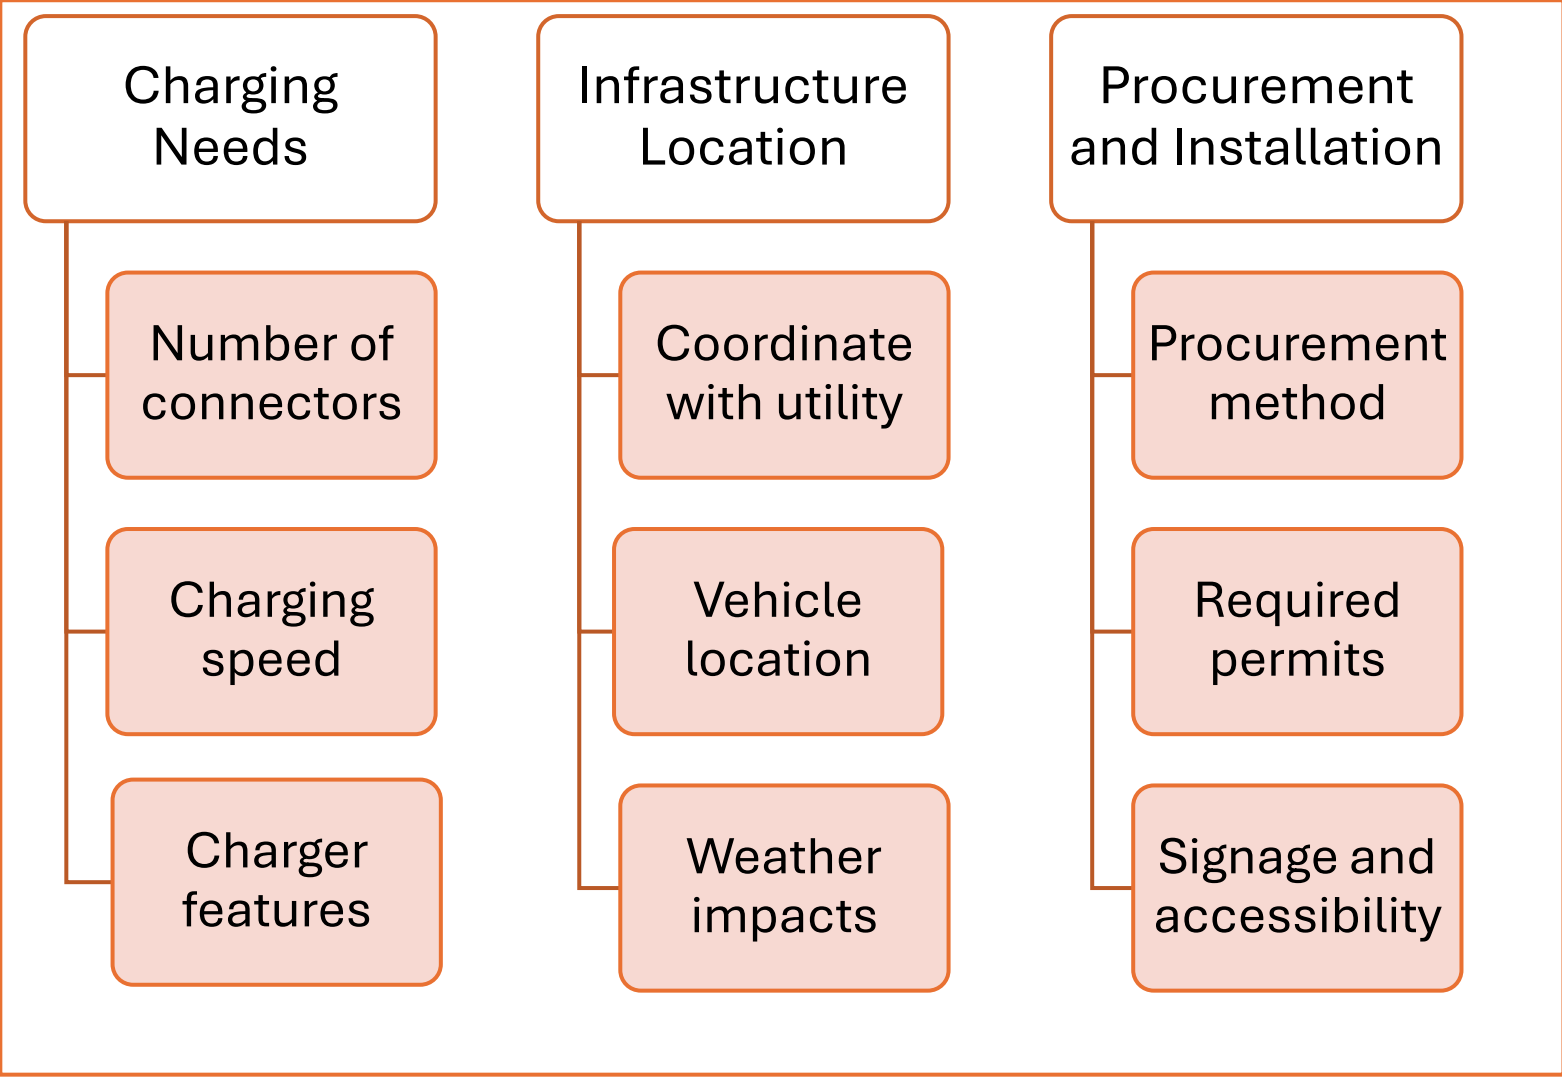 Charging
Needs
Number of
connectors
Charging
speed
Charger
features
Infrastructure
Location
Coordinate
with utility
Vehicle
location
Weather
impacts
Procurement
and Installation
Procurement
method
Required
permits
Signage and
accessibility